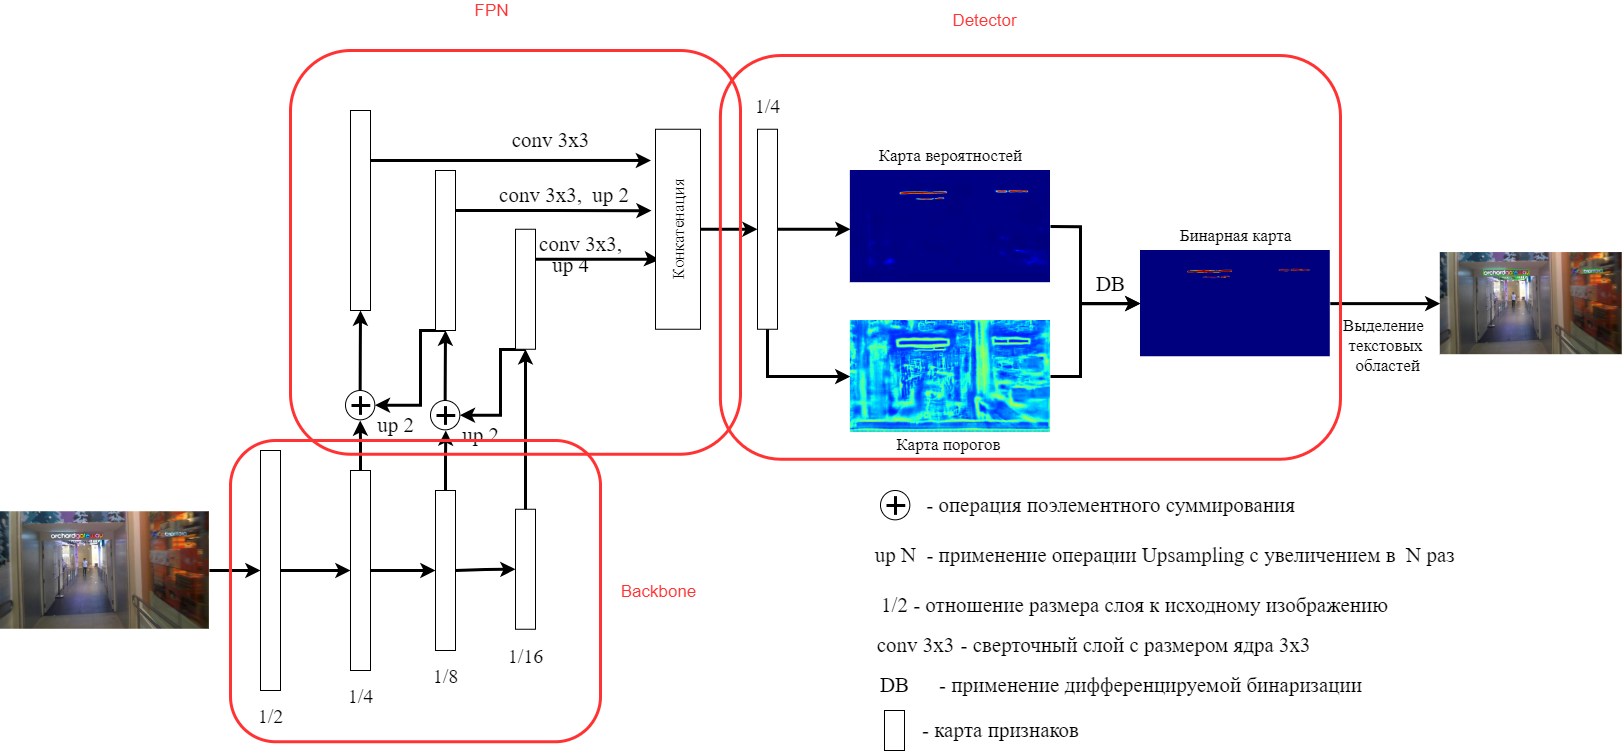 FPN
Detector
1/4
conv 3x3
Карта вероятностей
conv 3x3, up 2
Конкатенация
conv 3x3,
up 4
Бинарная карта
DB
orchardgateway
Выделение
текстовых
областей
up 2
up 2
Карта порогов
orchardgateway
Backbone
1/16
1/8
1/4
1/2
- операция поэлементного суммирования
up N - применение операции Upsampling с увеличением в N раз
1/2 - отношение размера слоя к исходному изображению
conv 3x3 - сверточный слой с размером ядра 3x3
DB - применение дифференцируемой бинаризации
- карта признаков